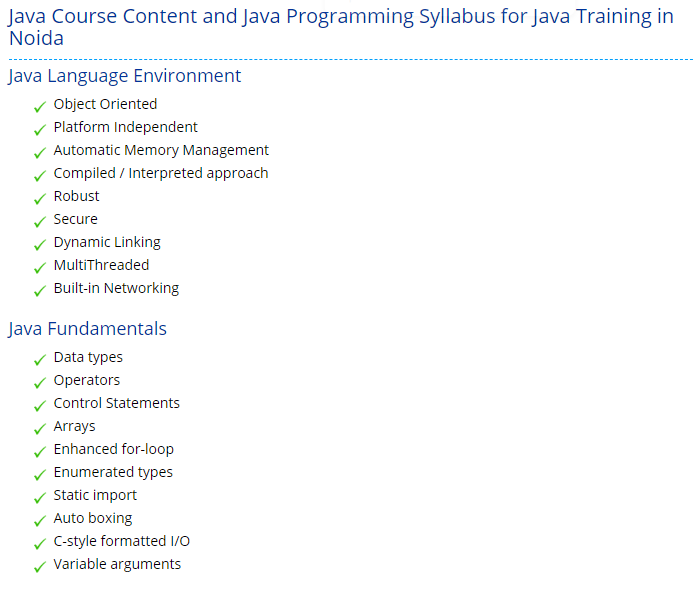 Java Course Content and Java Programming Syllabus for Java Training in
Noida
Java Language Environment
Object Oriented
Platform Independent
Automatic Memory Management
Compiled / Interpreted approach
Robust
Secure
Dynamic Linking
MultiThreaded
Built-in Networking
Java Fundamentals
Data types
Operators
Control Statements
Arrays
Enhanced for-loop
Enumerated types
Static import
Auto boxing
C-style formatted I/O
Variable arguments